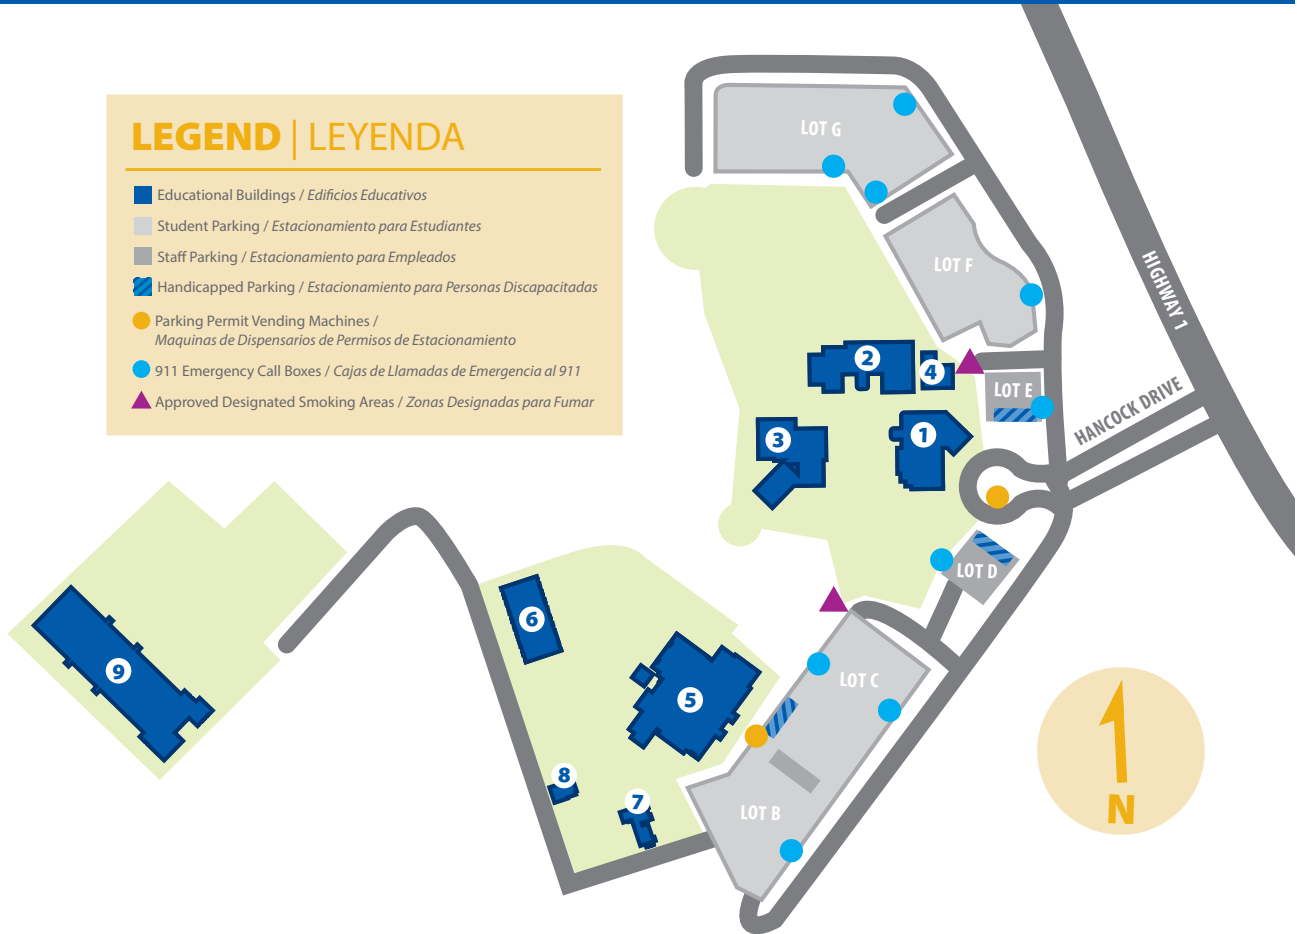 LEGEND | LEYENDA
Educational Buildings / Edificios Educativos
Student Parking / Estacionamiento para Estudiantes
Staff Parking / Estacionamiento para Empleados
Handicapped Parking / Estacionamiento para Personas Discapacitadas
Parking Permit Vending Machines /
Maquinas de Dispensarios de Permisos de Estacionamiento
911 Emergency Call Boxes / Cajas de Llamadas de Emergencia al 911
Approved Designated Smoking Areas / Zonas Designadas para Fumar
LOT G
LOT F
HIGHWAY 1
2
4
LOT E
HANCOCK DRIVE
3
1
LOT D
6
9
5
LOT C
8
7
LOT B
N